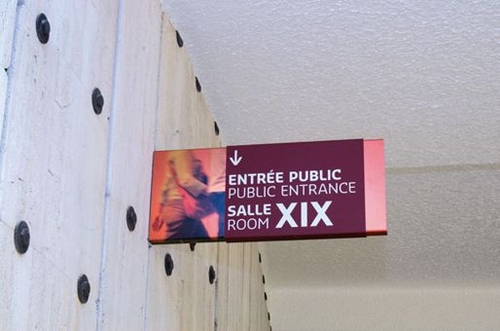 ENTRÉE PUBLIC
PUBLIC ENTRANCE
SALLE
ROOM XIX